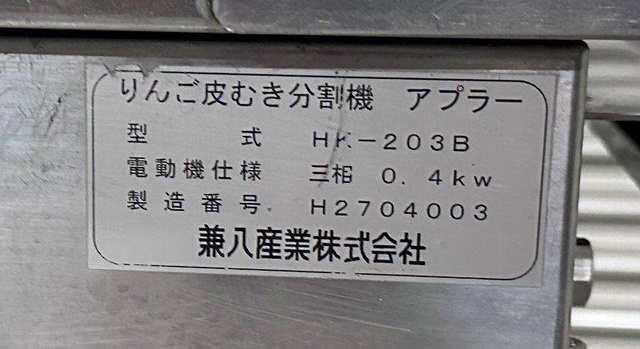 りんご皮むき分割機 アプラー
型式 HK-203B
電動機仕様 三相 0.4kw
製造番号 H2704003
兼八産業株式会社